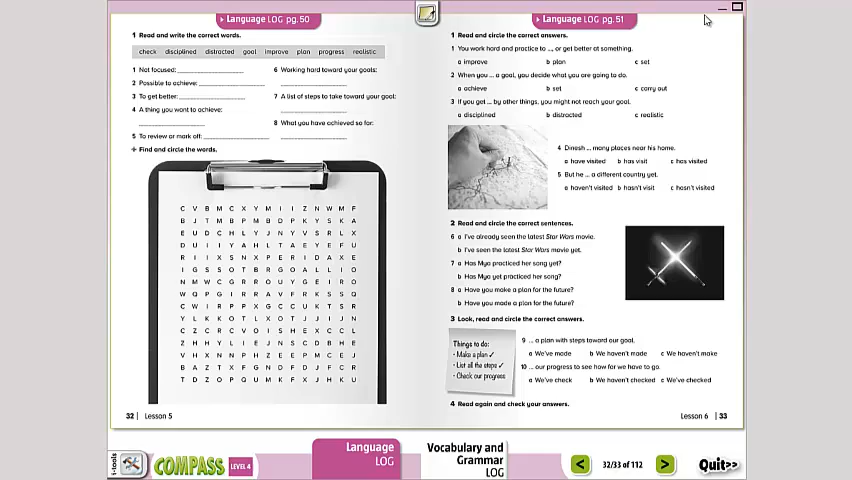 Language LOG pg.50
1 Read and write the correct words.
check disciplined distracted goal improve plan progress realistic
1 Not focused:
2 Possible to achieve:
3 To get better:
4 A thing you want to achieve:
5 To review or mark off:
6 Working hard toward your goals:
7 A list of steps to take toward your goal:
8 What you have achieved so far:
+ Find and circle the words.
C V B M C X Y M I I Z N W M F
B J T M B P M B D P K Y S K A
E U D C H L Y J N Y V S R L X
D U I I Y A H L T A E Y E F U
R I I X S N X P E R I D A X E
I G S S O T B R G O A L L I O
N M W C G R R O U Y G E I R O
W Q P G I R R A V F R K S S Q
C W I R P P X G C C U K T S R
Y L K K O T L X O T J J I J N
C Z C R C V O I S H E X C C L
Z H H Y L I E J N S C D B H E
V H X N N P H Z E E P M C E J
B A Z T X F G N D F D J F C R
T D Z O P Q U M K F X J H K U
32 Lesson 5
Language LOG pg.51
1 Read and circle the correct answers.
1 You work hard and practice to ..., or get better at something.
a improve b plan c set
2 When you ... a goal, you decide what you are going to do.
a achieve b set c carry out
3 If you get ... by other things, you might not reach your goal.
a disciplined b distracted c realistic
4 Dinesh ... many places near his home.
a have visited b has visit c has visited
5 But he ... a different country yet.
a haven't visited b hasn't visit c hasn't visited
2 Read and circle the correct sentences.
6 a I've already seen the latest Star Wars movie.
b I've seen the latest Star Wars movie yet.
7 a Has Mya practiced her song yet?
b Has Mya yet practiced her song?
8 a Have you make a plan for the future?
b Have you made a plan for the future?
3 Look, read and circle the correct answers.
Things to do:
• Make a plan ✓
• List all the steps ✓
• Check our progress
9 ... a plan with steps toward our goal.
a We've made b We haven't made c We haven't make
10 ... our progress to see how far we have to go.
a We've check b We haven't checked c We've checked
4 Read again and check your answers.
Lesson 6 33
t-tools
COMPASS LEVEL 4
Language
LOG
Vocabulary and
Grammar
LOG
32/33 of 112
Quit>>